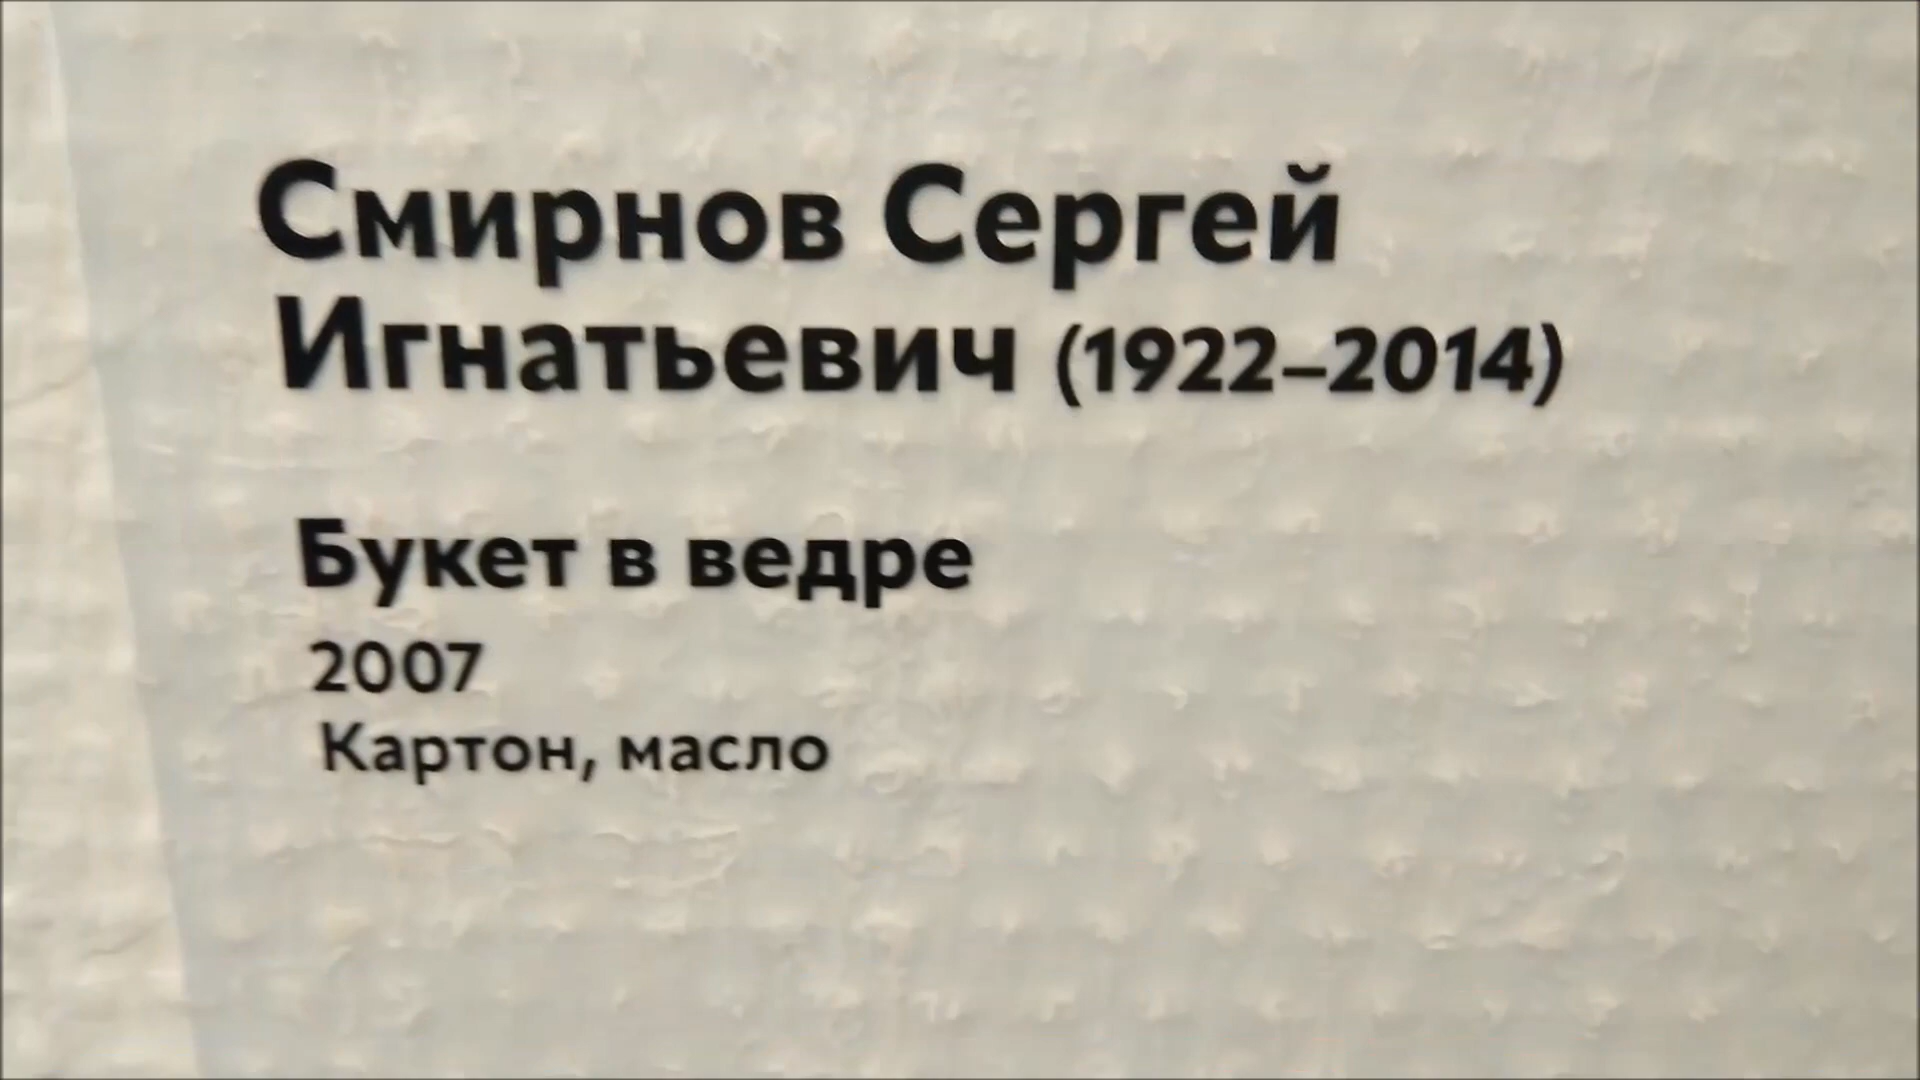 Смирнов Сергей
Игнатьевич (1922–2014)
Букет в ведре
2007
Картон, масло